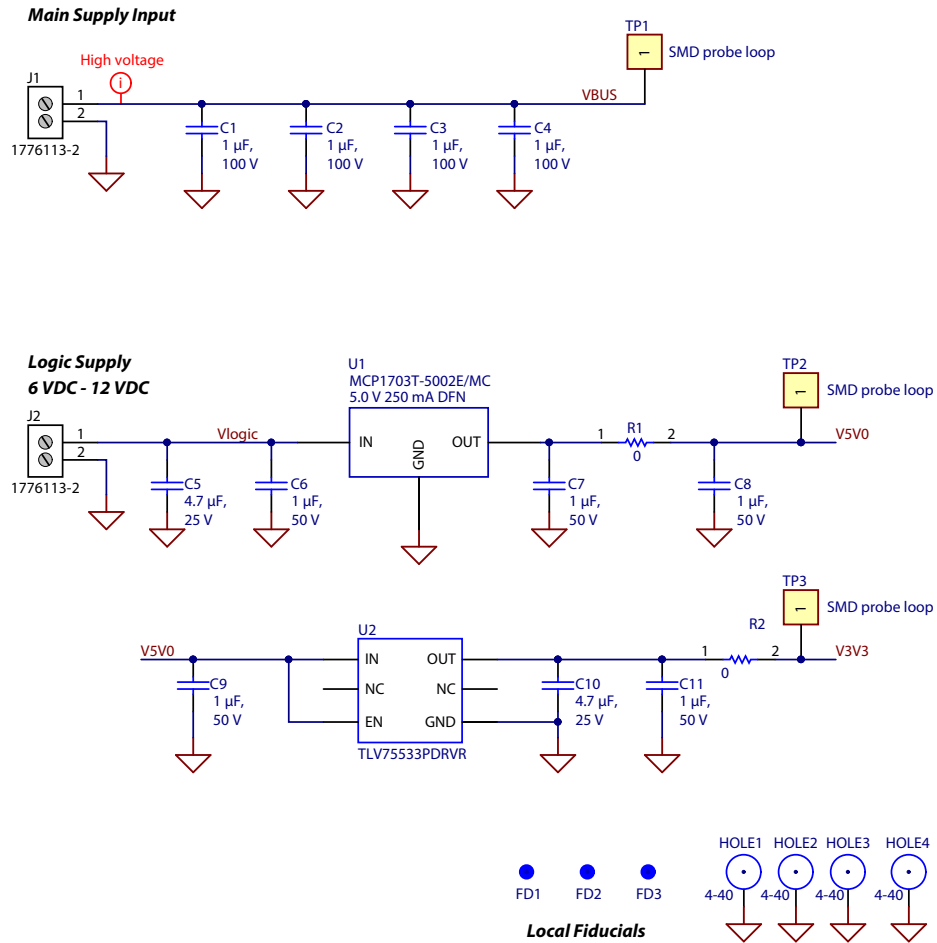 Main Supply Input
TP1
1
SMD probe loop
High voltage
i
J1
1
2
1776113-2
VBUS
C1
1 µF,
100 V
C2
1 µF,
100 V
C3
1 µF,
100 V
C4
1 µF,
100 V
Logic Supply
6 VDC - 12 VDC
J2
1
2
1776113-2
Vlogic
C5
4.7 µF,
25 V
C6
1 µF,
50 V
U1
MCP1703T-5002E/MC
5.0 V 250 mA DFN
IN
GND
OUT
C7
1 µF,
50 V
1
R1
2
0
C8
1 µF,
50 V
TP2
1
SMD probe loop
V5V0
V5V0
C9
1 µF,
50 V
U2
IN
OUT
NC
NC
EN
GND
TLV75533PDRVR
C10
4.7 µF,
25 V
C11
1 µF,
50 V
R2
1
2
0
TP3
1
SMD probe loop
V3V3
FD1
FD2
FD3
Local Fiducials
HOLE1
HOLE2
HOLE3
HOLE4
4-40
4-40
4-40
4-40